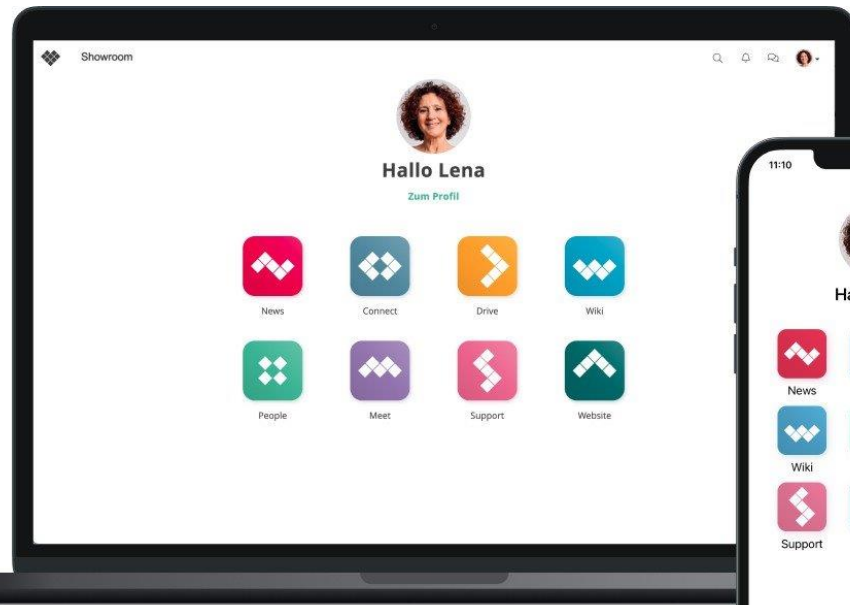 Showroom
Hallo Lena
Zum Profil
News
Connect
Drive
Wiki
People
Meet
Support
Website
11:10
Ha
News
Wiki
Support